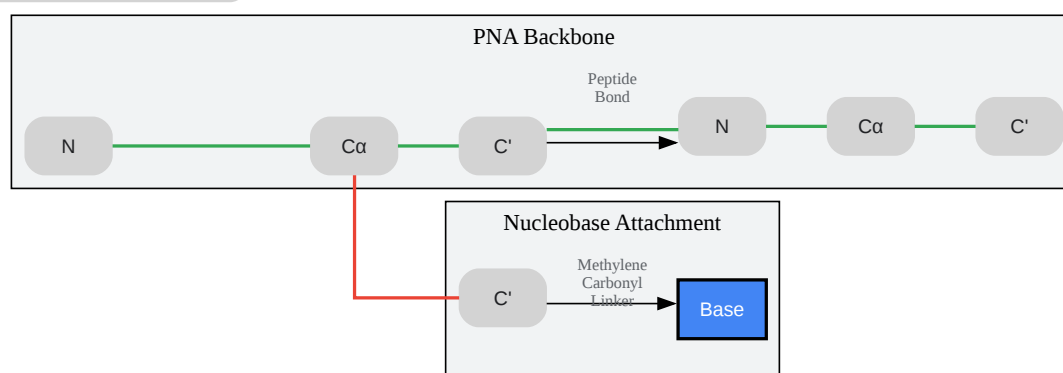 PNA Backbone
Peptide
Bond
N
Cα
C'
N
Cα
C'
Nucleobase Attachment
Methylene
Carbonyl
Linker
C'
Base